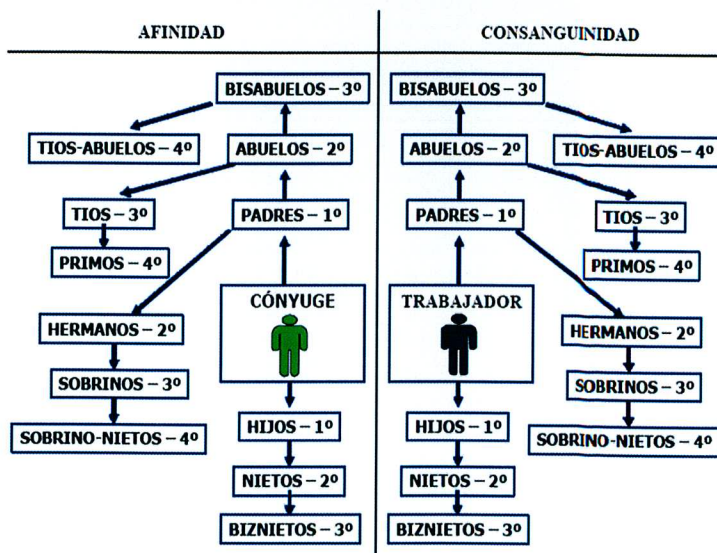 AFINIDAD
CONSANGUINIDAD
BISABUELOS – 3º
BISABUELOS – 3º
TIOS-ABUELOS – 4º
ABUELOS – 2º
ABUELOS – 2º
TIOS-ABUELOS – 4º
TIOS – 3º
PADRES – 1º
PADRES – 1º
TIOS – 3º
PRIMOS – 4º
PRIMOS – 4º
CÓNYUGE
TRABAJADOR
HERMANOS – 2º
HERMANOS – 2º
SOBRINOS – 3º
SOBRINOS – 3º
SOBRINO-NIETOS – 4º
HIJOS – 1º
HIJOS – 1º
SOBRINO-NIETOS – 4º
NIETOS – 2º
NIETOS – 2º
BIZNIETOS – 3º
BIZNIETOS – 3º